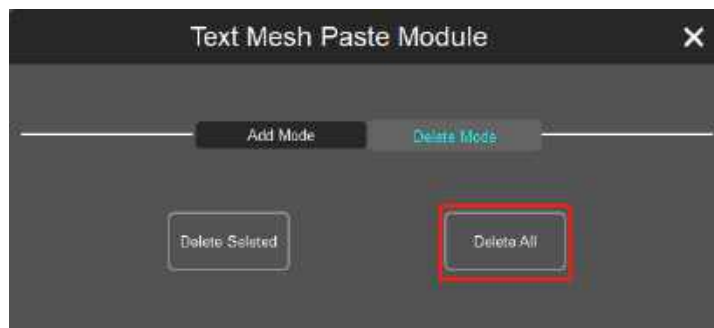 Text Mesh Paste Module
Add Mode
Delete Mode
Delete Seleted
Delete All